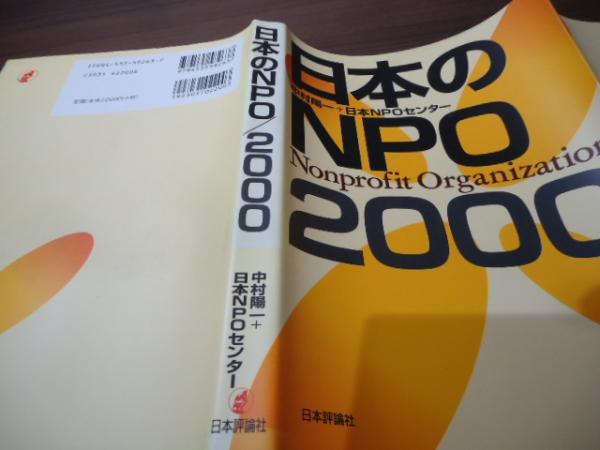 日本の
中村陽一+日本NPOセンター
NPO
Nonprofit Organization
2000
日本評論社
日本のNPO/2000
中村陽一+
日本NPOセンター
日本評論社